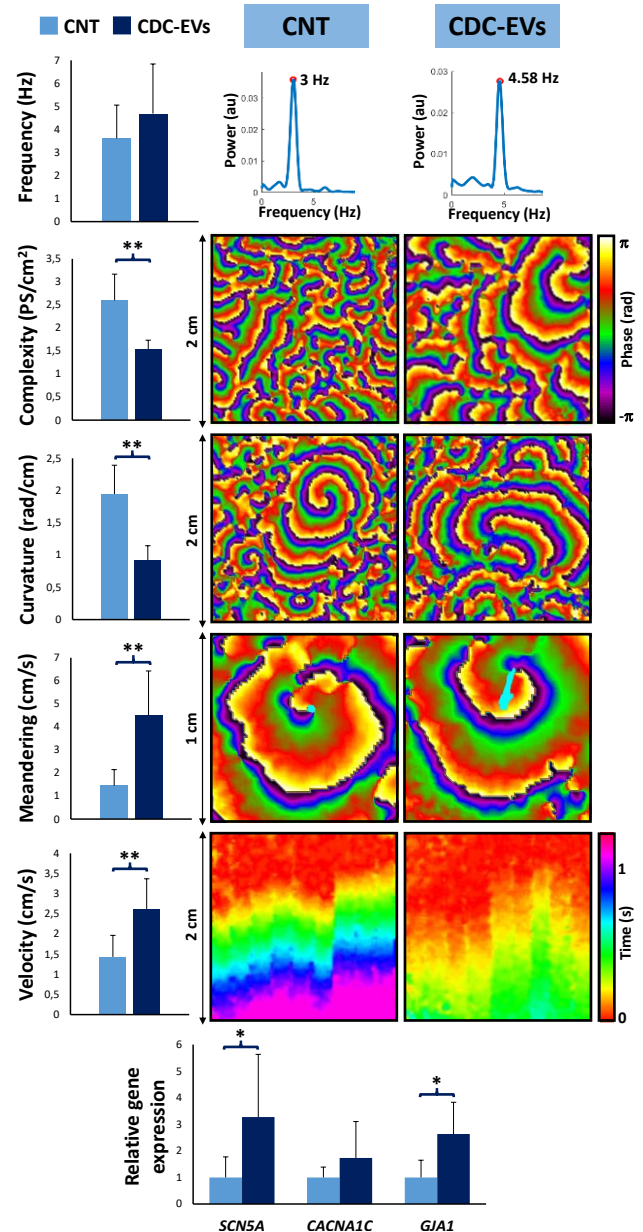 CNT CDC-EVs
CNT
CDC-EVs
Frequency (Hz)
7
6
5
4
3
2
1
0
Power (au)
0.03
0.02
0.01
0
3 Hz
0 5
Frequency (Hz)
Power (au)
0.03
0.02
0.01
0
4.58 Hz
0 5
Frequency (Hz)
Complexity (PS/cm²)
3,5
3
2,5
2
1,5
1
0,5
0
**
2 cm
π
Phase (rad)
-π
Curvature (rad/cm)
2,5
2
1,5
1
0,5
0
**
2 cm
Meandering (cm/s)
7
6
5
4
3
2
1
0
**
1 cm
Velocity (cm/s)
4
3,5
3
2,5
2
1,5
1
0,5
0
**
2 cm
1
Time (s)
0
Relative gene
expression
6
5
4
3
2
1
0
* *
SCN5A CACNA1C GJA1